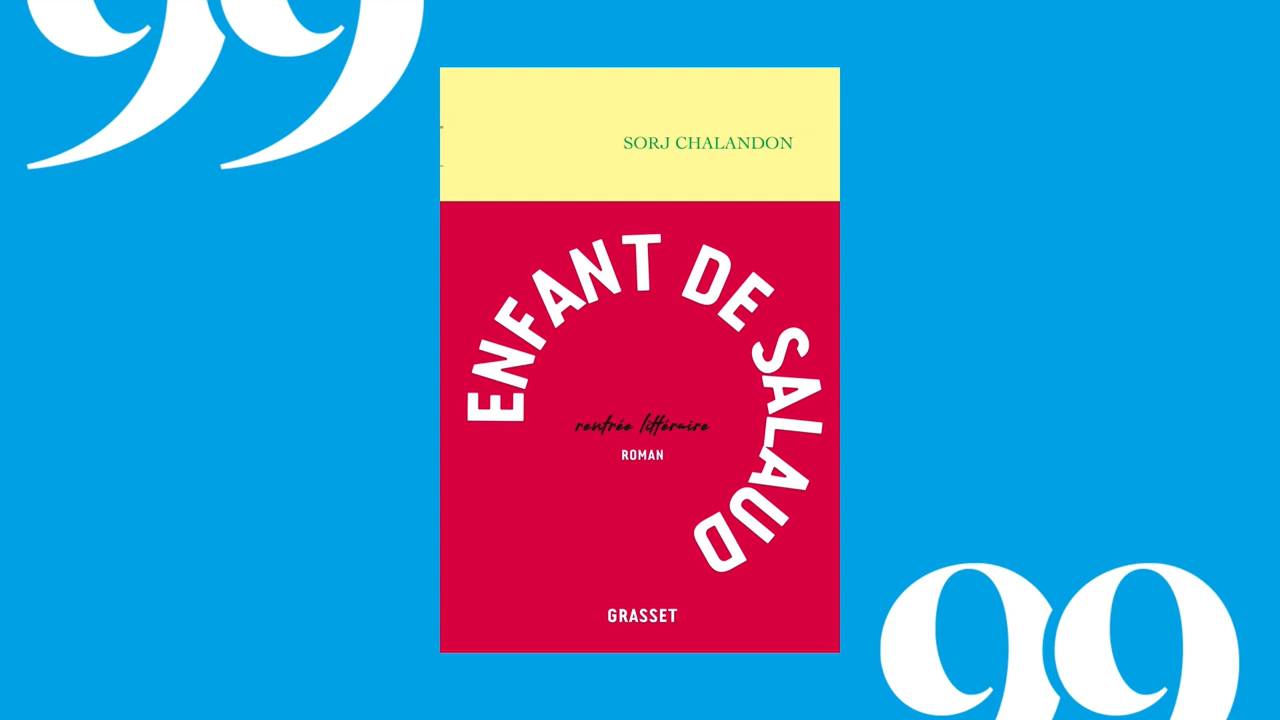 SORJ CHALANDON
ENFANT DE SALAUD
rentrée littéraire
ROMAN
GRASSET